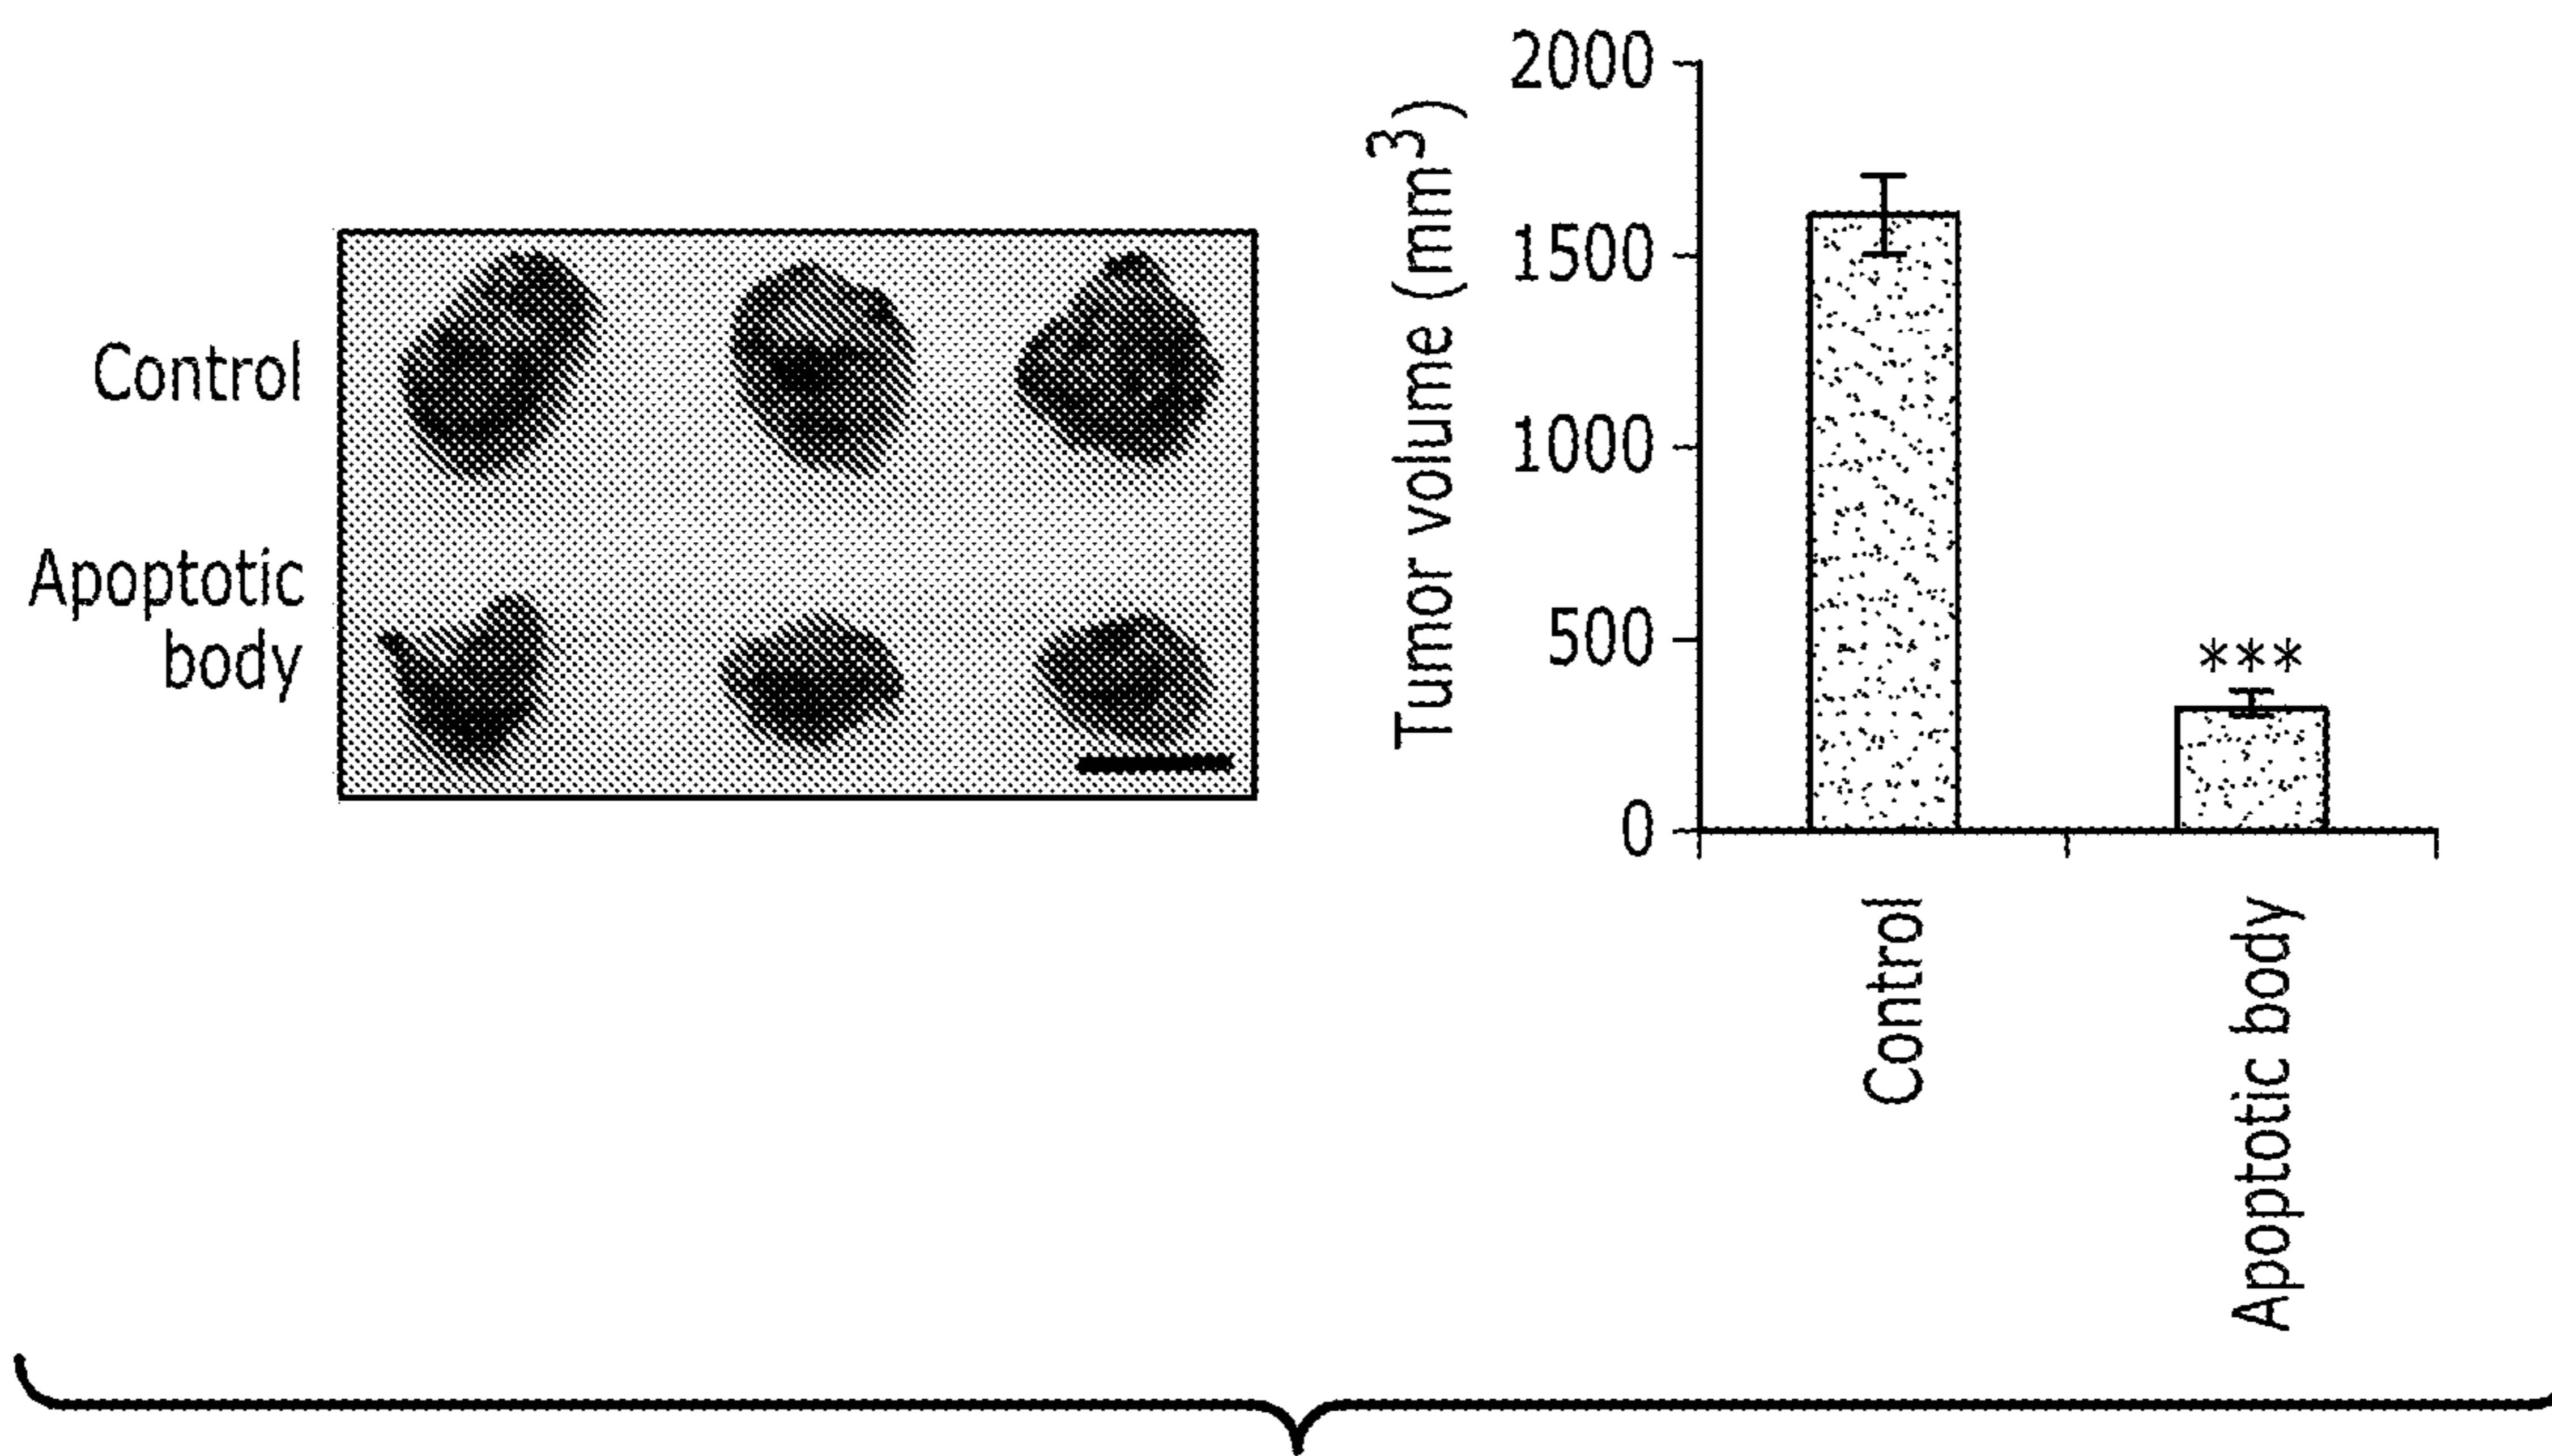 Control
Apoptotic
body
Tumor volume (mm³)
2000
1500
1000
500
0
***
Control
Apoptotic body